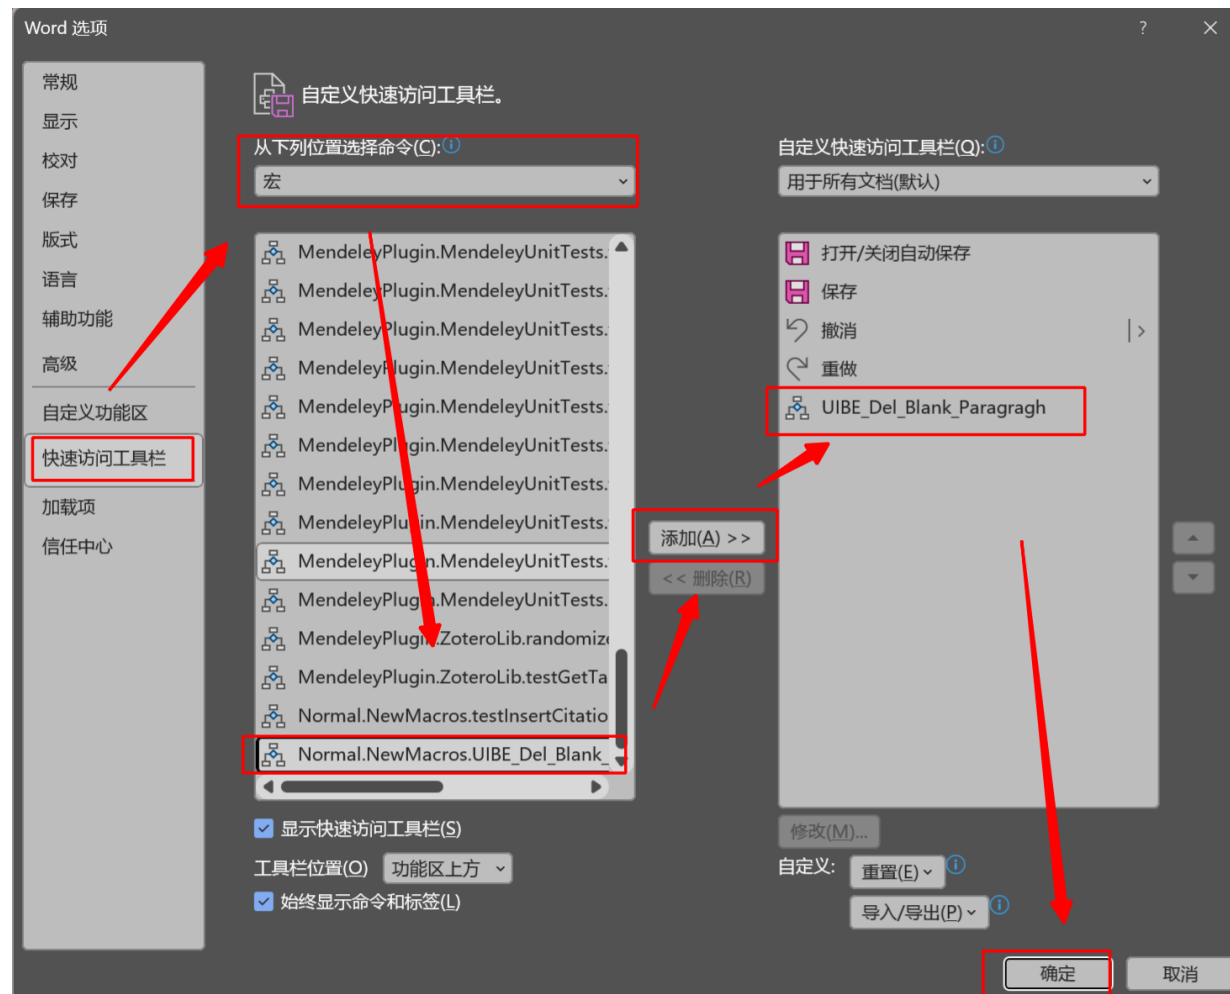 Word 选项
常规
显示
校对
保存
版式
语言
辅助功能
高级
自定义功能区
快速访问工具栏
加载项
信任中心
自定义快速访问工具栏。
从下列位置选择命令(C):
宏
MendeleyPlugin.MendeleyUnitTests.
MendeleyPlugin.MendeleyUnitTests.
MendeleyPlugin.MendeleyUnitTests.
MendeleyPlugin.MendeleyUnitTests.
MendeleyPlugin.MendeleyUnitTests.
MendeleyPlugin.MendeleyUnitTests.
MendeleyPlugin.MendeleyUnitTests.
MendeleyPlugin.MendeleyUnitTests.
MendeleyPlugin.MendeleyUnitTests.
MendeleyPlugin.MendeleyUnitTests.
MendeleyPlugin.ZoteroLib.randomize
MendeleyPlugin.ZoteroLib.testGetTa
Normal.NewMacros.testInsertCitatio
Normal.NewMacros.UIBE_Del_Blank_
显示快速访问工具栏(S)
工具栏位置(O) 功能区上方
始终显示命令和标签(L)
添加(A) >>
<< 删除(R)
自定义快速访问工具栏(Q):
用于所有文档(默认)
打开/关闭自动保存
保存
撤消
重做
UIBE_Del_Blank_Paragragh
修改(M)...
自定义: 重置(E)
导入/导出(P)
确定 取消